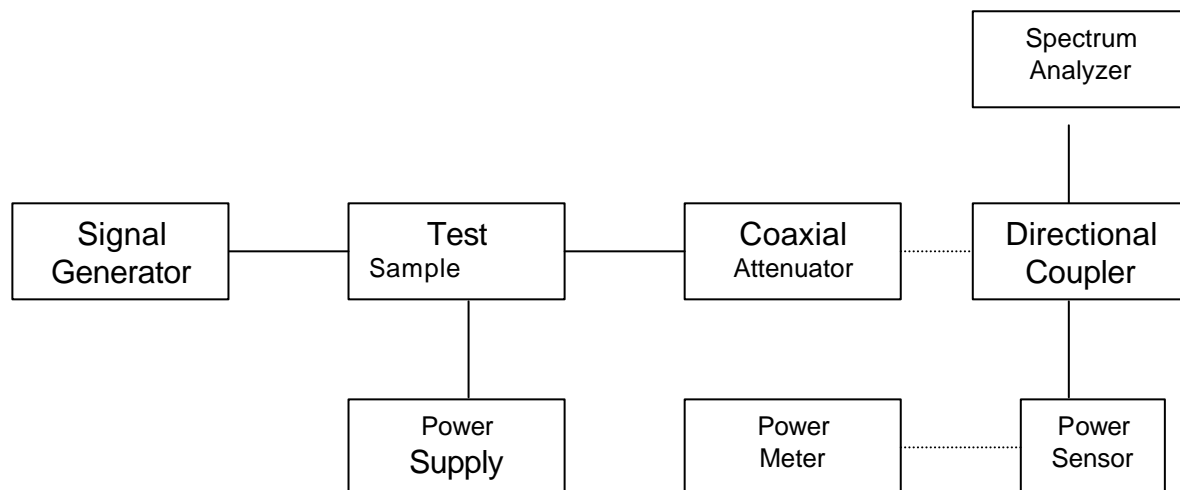 Spectrum
Analyzer
Signal
Generator
Test
Sample
Coaxial
Attenuator
Directional
Coupler
Power
Supply
Power
Meter
Power
Sensor